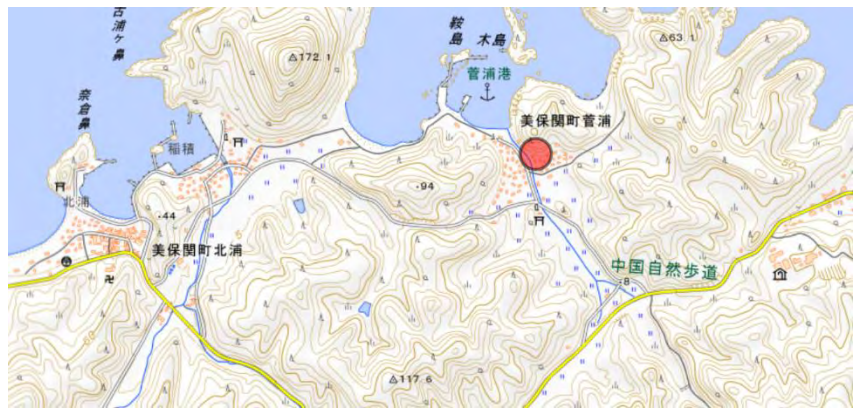 古浦ヶ鼻
△172.1
鞍島
木島
菅浦港
△63.1
奈倉鼻
美保関町菅浦
稲積
・94
北浦
・44
美保関町北浦
中国自然歩道
・8
△117.6